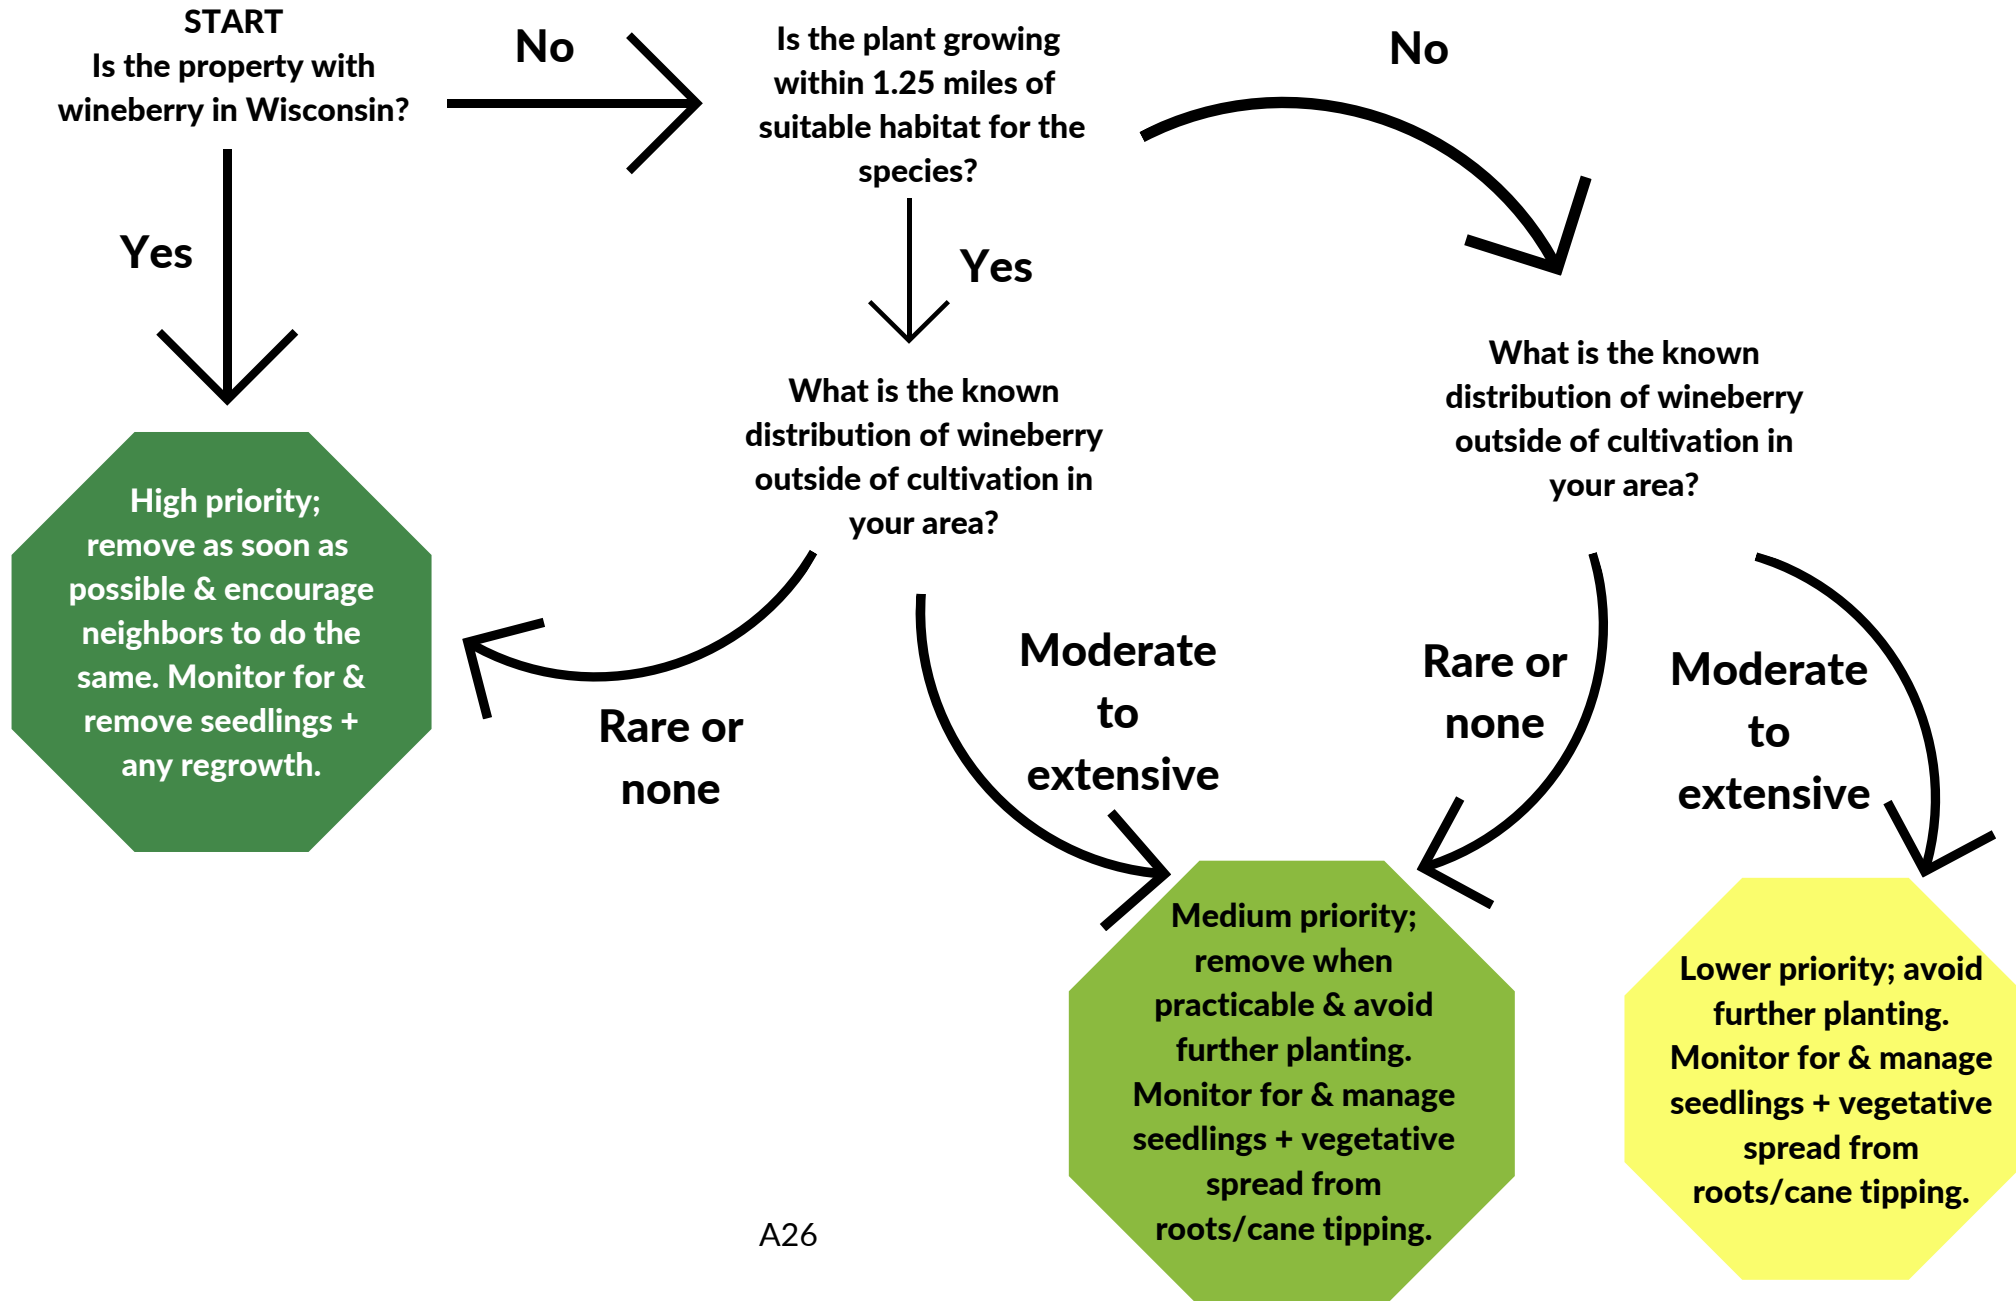 START
Is the property with
wineberry in Wisconsin?
No
Is the plant growing
within 1.25 miles of
suitable habitat for the
species?
No
Yes
Yes
What is the known
distribution of wineberry
outside of cultivation in
your area?
What is the known
distribution of wineberry
outside of cultivation in
your area?
High priority;
remove as soon as
possible & encourage
neighbors to do the
same. Monitor for &
remove seedlings +
any regrowth.
Rare or
none
Moderate
to
extensive
Rare or
none
Moderate
to
extensive
Medium priority;
remove when
practicable & avoid
further planting.
Monitor for & manage
seedlings + vegetative
spread from
roots/cane tipping.
Lower priority; avoid
further planting.
Monitor for & manage
seedlings + vegetative
spread from
roots/cane tipping.
A26